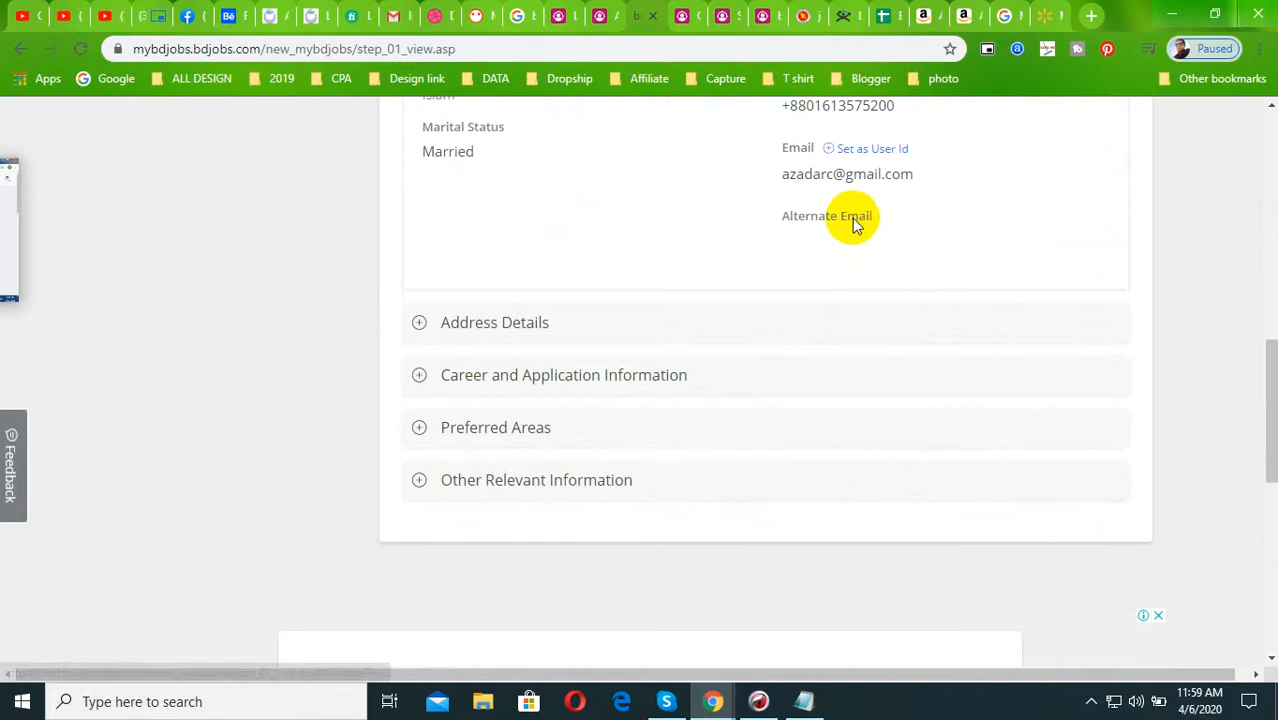 mybdjobs.bdjobs.com/new_mybdjobs/step_01_view.asp
Paused
Apps
Google
ALL DESIGN
2019
CPA
Design link
DATA
Dropship
Affiliate
Capture
T shirt
Blogger
photo
Other bookmarks
Islam
+8801613575200
Marital Status
Married
Email Set as User Id
azadarc@gmail.com
Alternate Email
Address Details
Career and Application Information
Preferred Areas
Other Relevant Information
Feedback
Type here to search
11:59 AM
4/6/2020